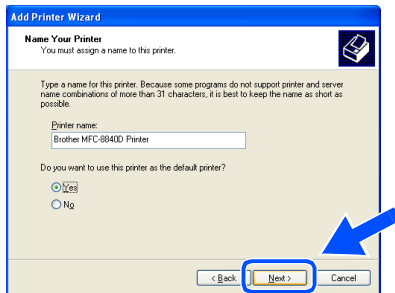 Add Printer Wizard
Name Your Printer
You must assign a name to this printer.
Type a name for this printer. Because some programs do not support printer and server
name combinations of more than 31 characters, it is best to keep the name as short as
possible.
Printer name:
Brother MFC-8840D Printer
Do you want to use this printer as the default printer?
Yes
No
< Back
Next >
Cancel